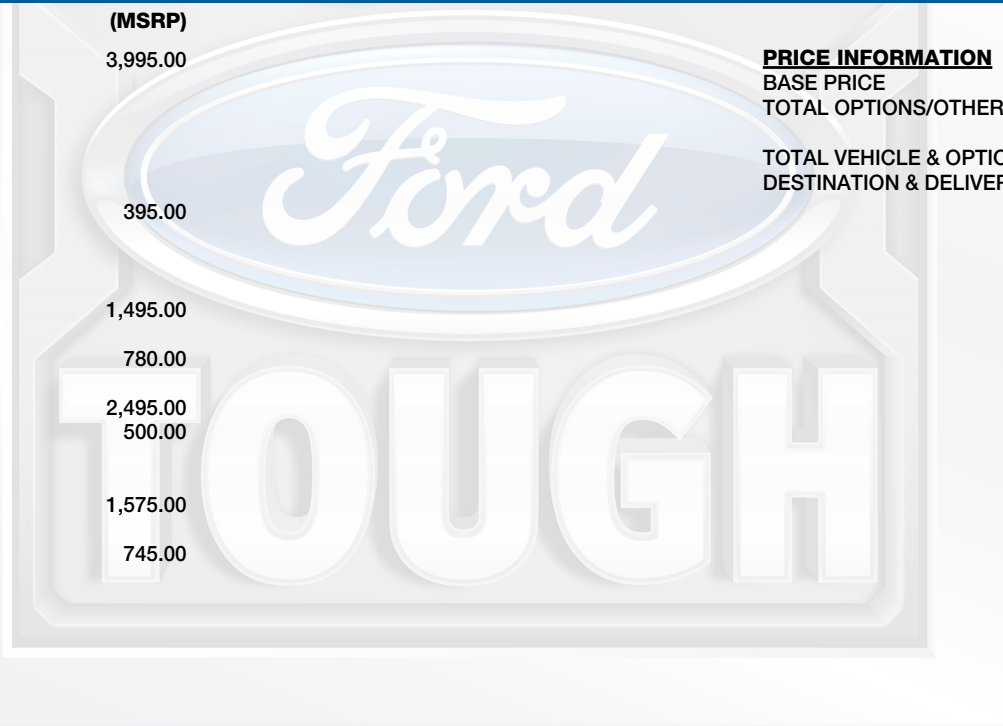 (MSRP)
3,995.00
395.00
1,495.00
780.00
2,495.00
500.00
1,575.00
745.00
PRICE INFORMATION
BASE PRICE
TOTAL OPTIONS/OTHER
TOTAL VEHICLE & OPTIO
DESTINATION & DELIVER
Ford
TOUGH